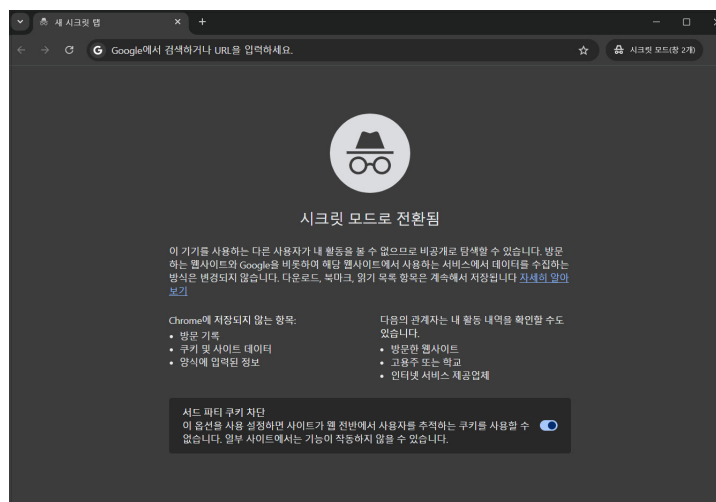 새 시크릿 탭
Google에서 검색하거나 URL을 입력하세요.
시크릿 모드(창 2개)
시크릿 모드로 전환됨
이 기기를 사용하는 다른 사용자가 내 활동을 볼 수 없으므로 비공개로 탐색할 수 있습니다. 방문
하는 웹사이트와 Google을 비롯하여 해당 웹사이트에서 사용하는 서비스에서 데이터를 수집하는
방식은 변경되지 않습니다. 다운로드, 북마크, 읽기 목록 항목은 계속해서 저장됩니다 자세히 알아
보기
Chrome에 저장되지 않는 항목:
• 방문 기록
• 쿠키 및 사이트 데이터
• 양식에 입력된 정보
다음의 관계자는 내 활동 내역을 확인할 수도
있습니다.
• 방문한 웹사이트
• 고용주 또는 학교
• 인터넷 서비스 제공업체
서드 파티 쿠키 차단
이 옵션을 사용 설정하면 사이트가 웹 전반에서 사용자를 추적하는 쿠키를 사용할 수
없습니다. 일부 사이트에서는 기능이 작동하지 않을 수 있습니다.